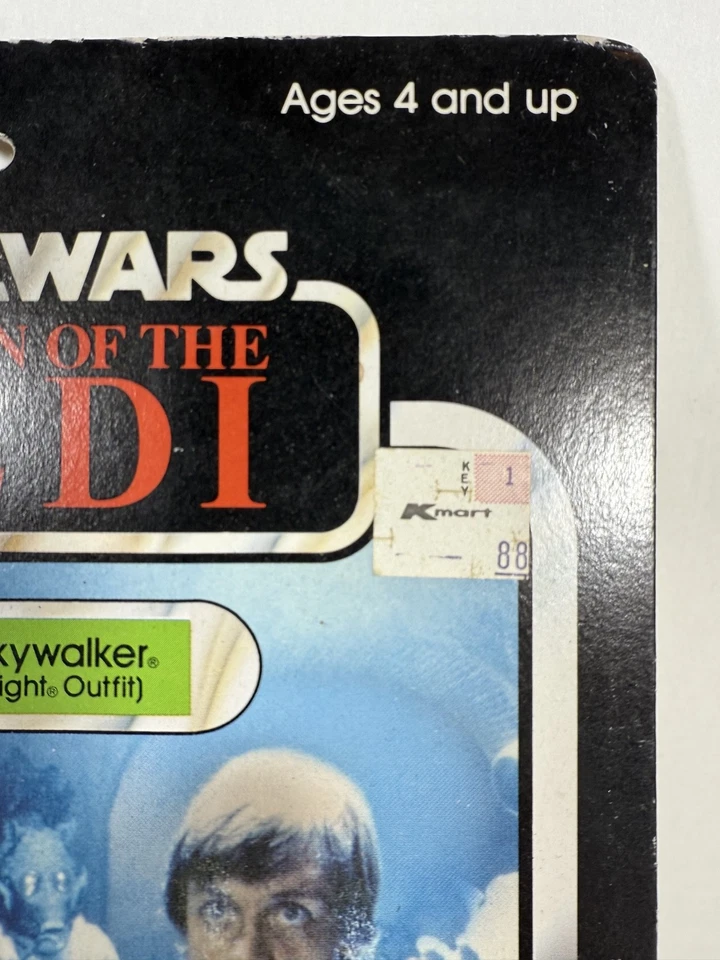 Ages 4 and up
WARS
N OF THE
DI
KEY
1
Kmart
88
kywalker®
ight® Outfit)